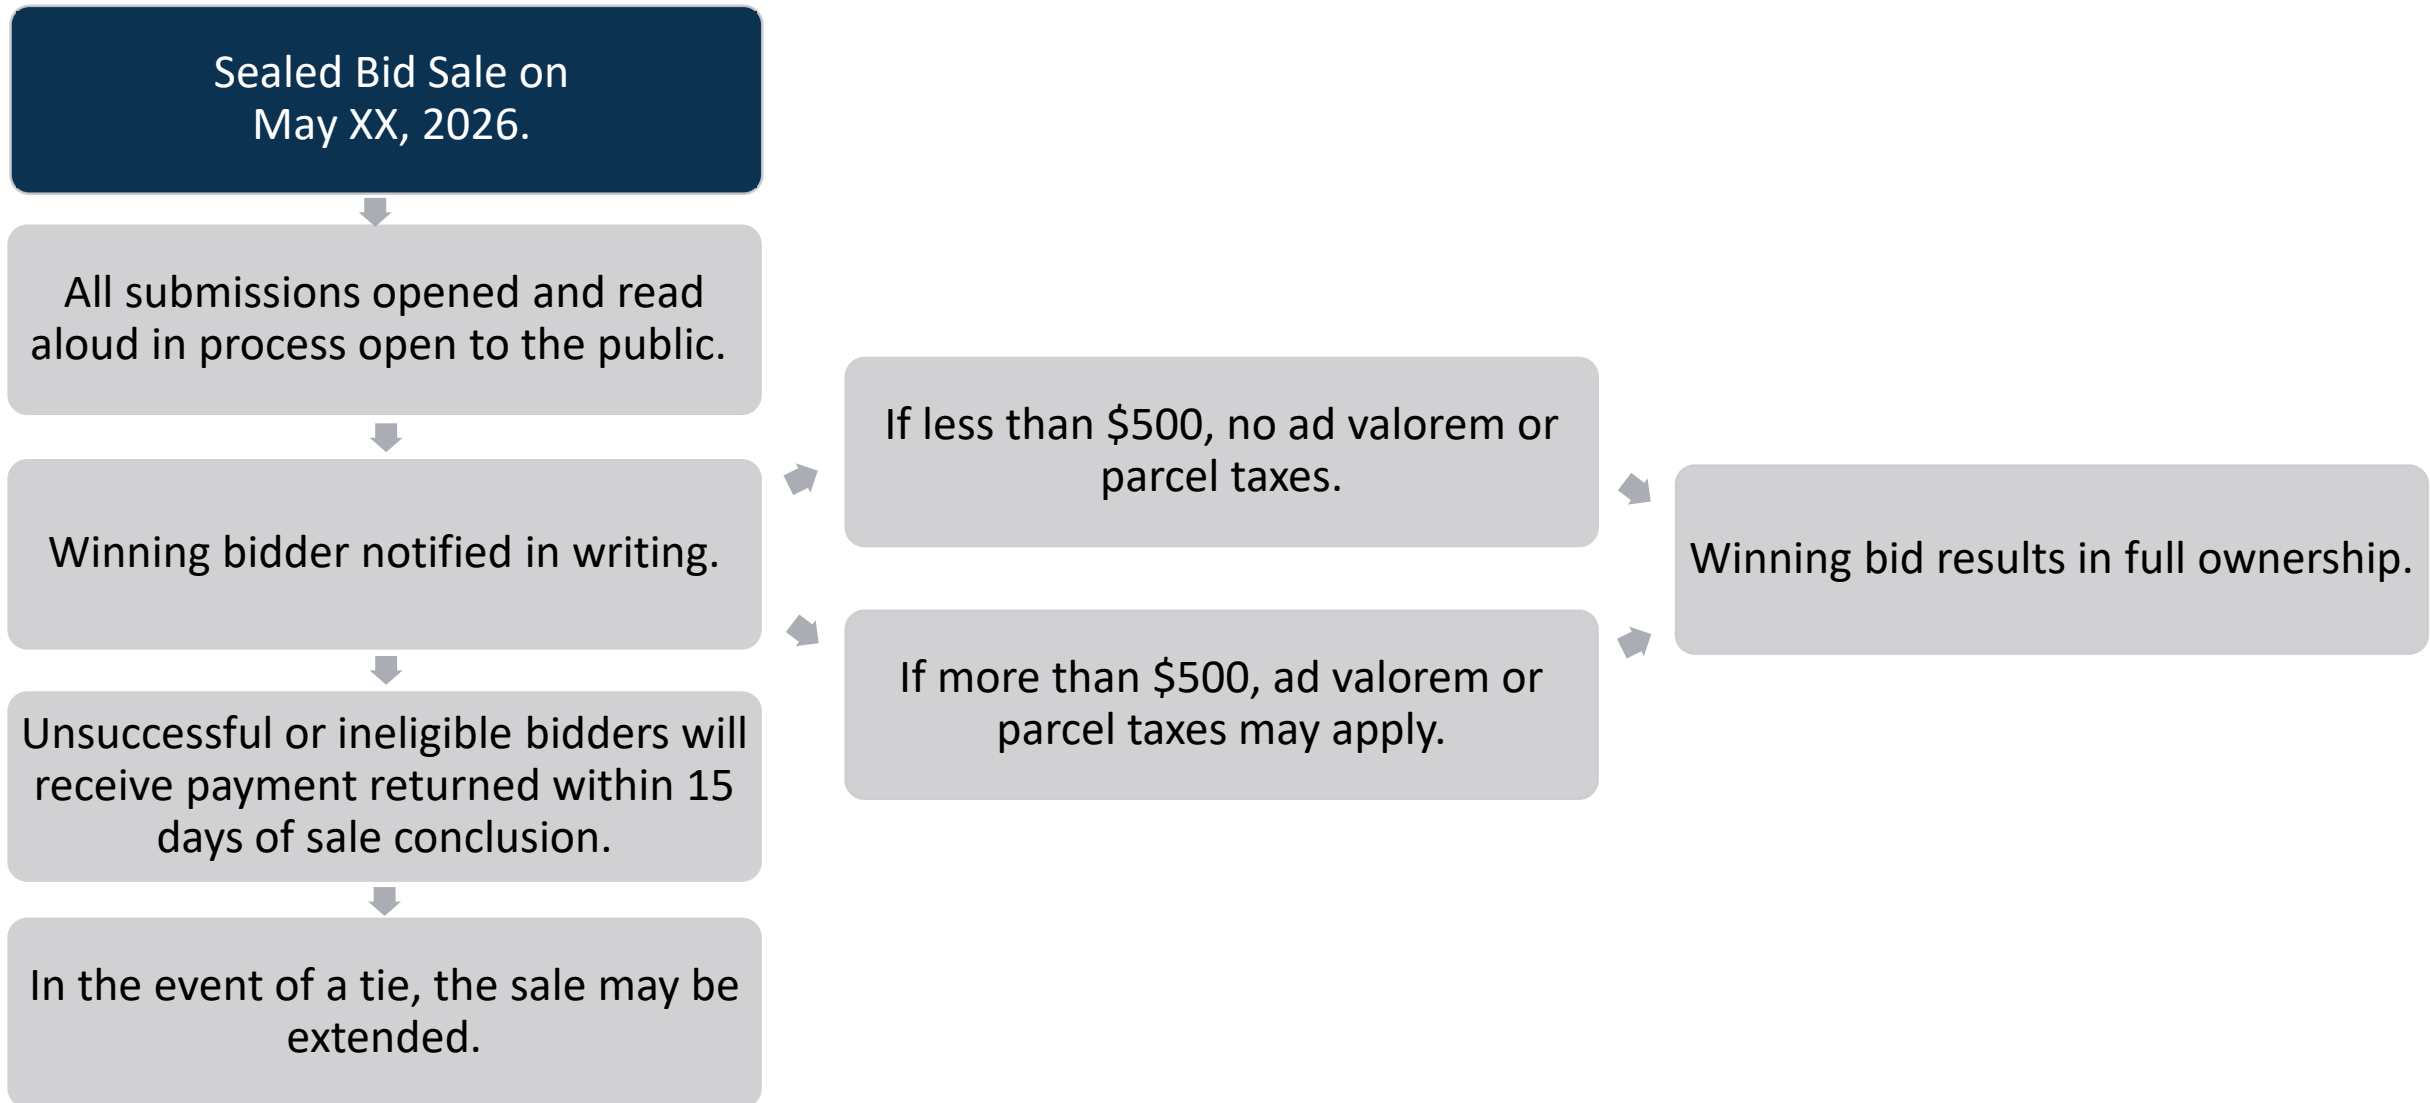 Sealed Bid Sale on
May XX, 2026.
All submissions opened and read
aloud in process open to the public.
Winning bidder notified in writing.
Unsuccessful or ineligible bidders will
receive payment returned within 15
days of sale conclusion.
In the event of a tie, the sale may be
extended.
If less than $500, no ad valorem or
parcel taxes.
If more than $500, ad valorem or
parcel taxes may apply.
Winning bid results in full ownership.